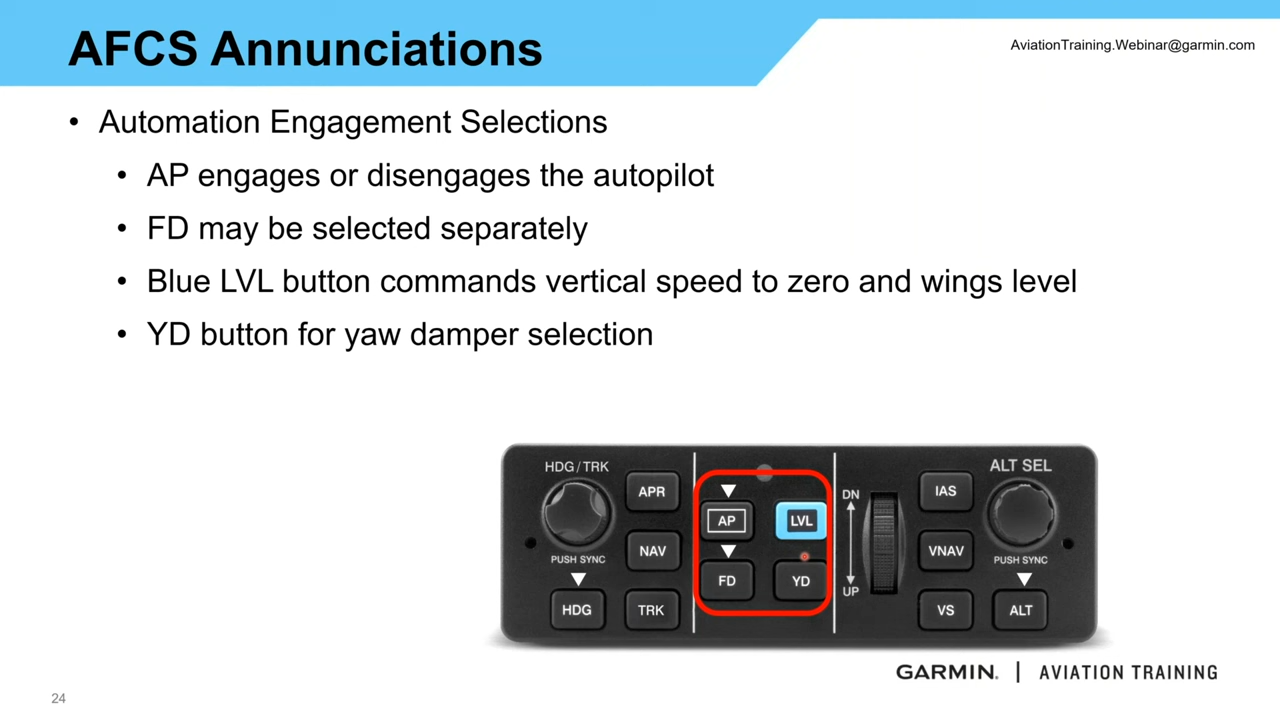 AFCS Annunciations
AviationTraining.Webinar@garmin.com
• Automation Engagement Selections
• AP engages or disengages the autopilot
• FD may be selected separately
• Blue LVL button commands vertical speed to zero and wings level
• YD button for yaw damper selection
HDG / TRK
APR
PUSH SYNC
NAV
HDG
TRK
AP
LVL
FD
YD
DN
UP
IAS
VNAV
VS
ALT SEL
PUSH SYNC
ALT
GARMIN. | AVIATION TRAINING
24